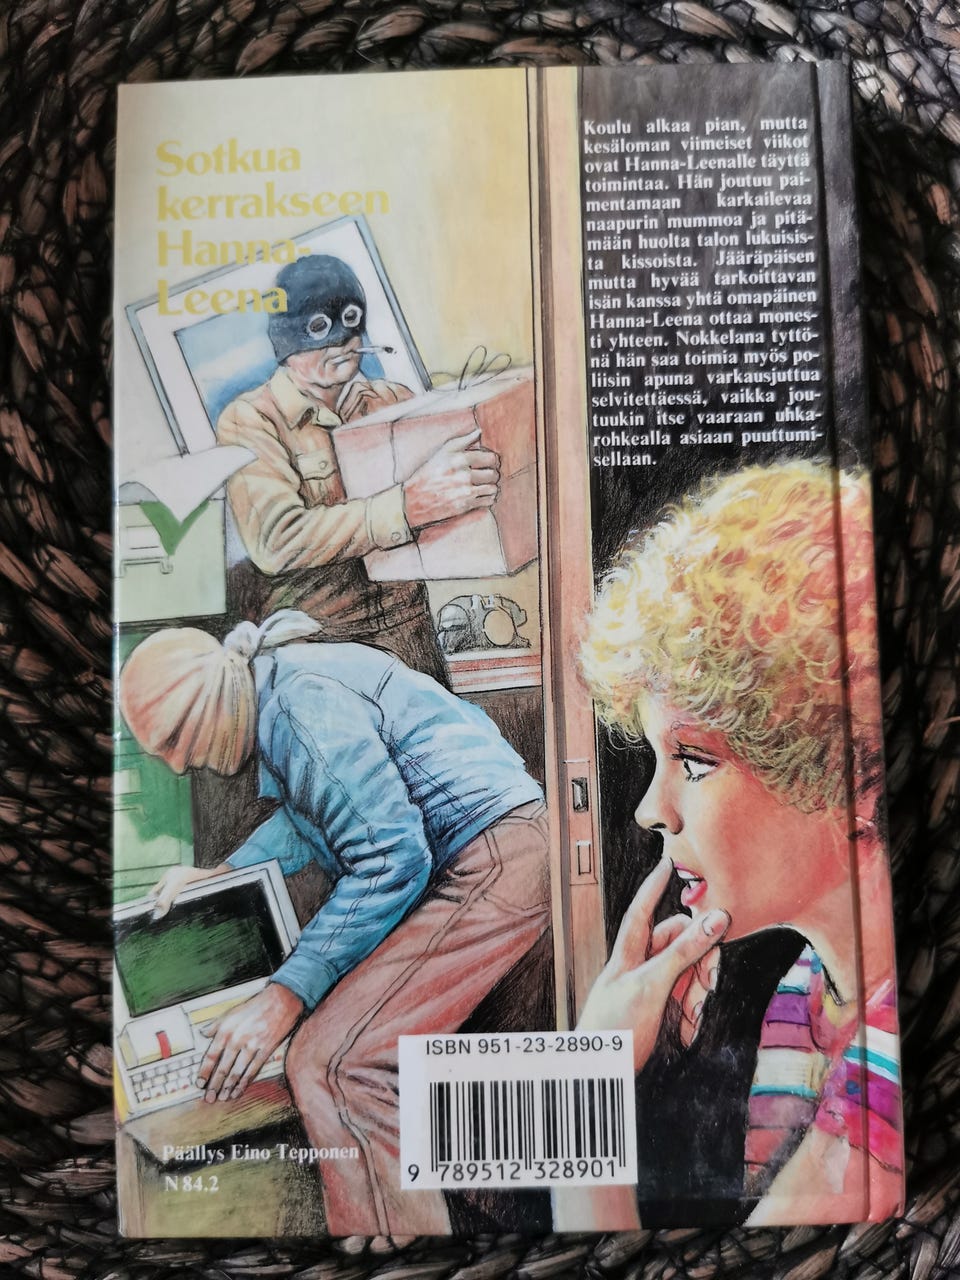 Sotkua
kerrakseen
Hanna-
Leena
Koulu alkaa pian, mutta
kesäloman viimeiset viikot
ovat Hanna-Leenalle täyttä
toimintaa. Hän joutuu pai-
mentamaan karkailevaa
naapurin mummoa ja pitä-
mään huolta talon lukuisis-
ta kissoista. Jääräpäisen
mutta hyvää tarkoittavan
isän kanssa yhtä omapäinen
Hanna-Leena ottaa mones-
ti yhteen. Nokkelana tyttö-
nä hän saa toimia myös po-
liisin apuna varkausjuttua
selvitettäessä, vaikka jou-
tuukin itse vaaraan uhka-
rohkealla asiaan puuttumi-
sellaan.
ISBN 951-23-2890-9
9 789512 328901
Päällys Eino Tepponen
N 84.2